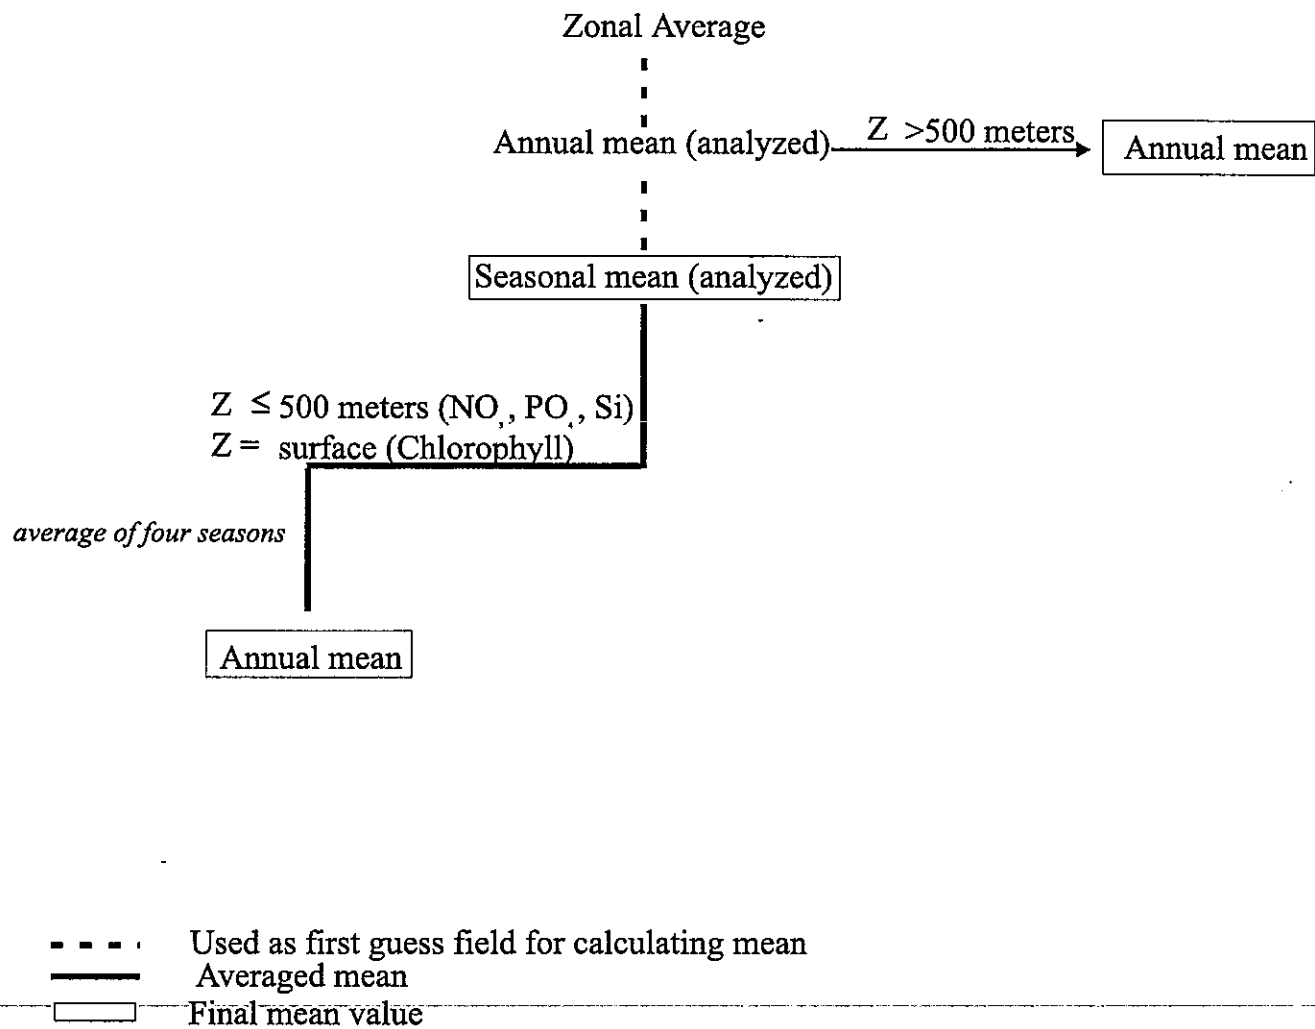 Zonal Average
Annual mean (analyzed)
Z >500 meters
Annual mean
Seasonal mean (analyzed)
Z ≤ 500 meters (NO₃, PO₄, Si)
Z = surface (Chlorophyll)
average of four seasons
Annual mean
Used as first guess field for calculating mean
Averaged mean
Final mean value